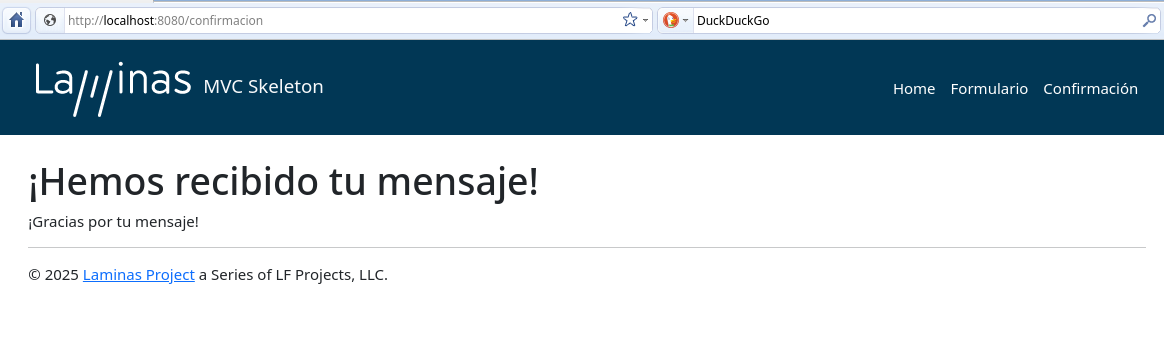 http://localhost:8080/confirmacion
DuckDuckGo
Laminas MVC Skeleton
Home Formulario Confirmación
¡Hemos recibido tu mensaje!
¡Gracias por tu mensaje!
© 2025 Laminas Project a Series of LF Projects, LLC.